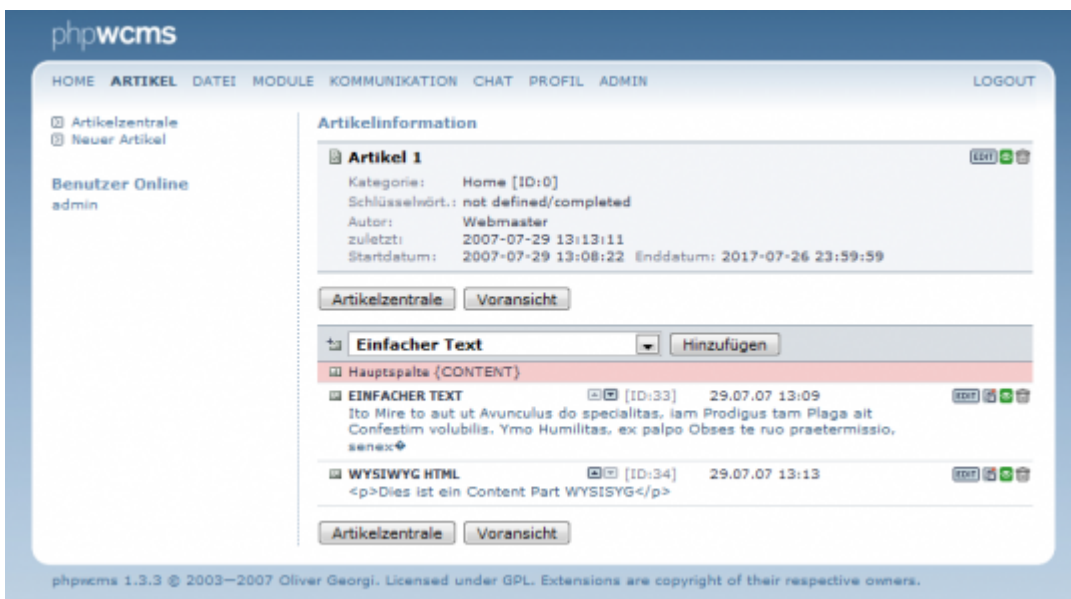 phpwcms
HOME ARTIKEL DATEI MODULE KOMMUNIKATION CHAT PROFIL ADMIN LOGOUT
Artikelzentrale
Neuer Artikel
Benutzer Online
admin
Artikelinformation
Artikel 1 EDIT
Kategorie: Home [ID:0]
Schlüsselwört.: not defined/completed
Autor: Webmaster
zuletzt: 2007-07-29 13:13:11
Startdatum: 2007-07-29 13:08:22 Enddatum: 2017-07-26 23:59:59
Artikelzentrale Voransicht
Einfacher Text Hinzufügen
Hauptspalte {CONTENT}
EINFACHER TEXT [ID:33] 29.07.07 13:09 EDIT
Ito Mire to aut ut Avunculus do specialitas, iam Prodigus tam Plaga ait
Confestim volubilis. Ymo Humilitas, ex palpo Obses te ruo praetermissio,
senex�
WYSIWYG HTML [ID:34] 29.07.07 13:13 EDIT
<p>Dies ist ein Content Part WYSISYG</p>
Artikelzentrale Voransicht
phpwcms 1.3.3 © 2003—2007 Oliver Georgi. Licensed under GPL. Extensions are copyright of their respective owners.